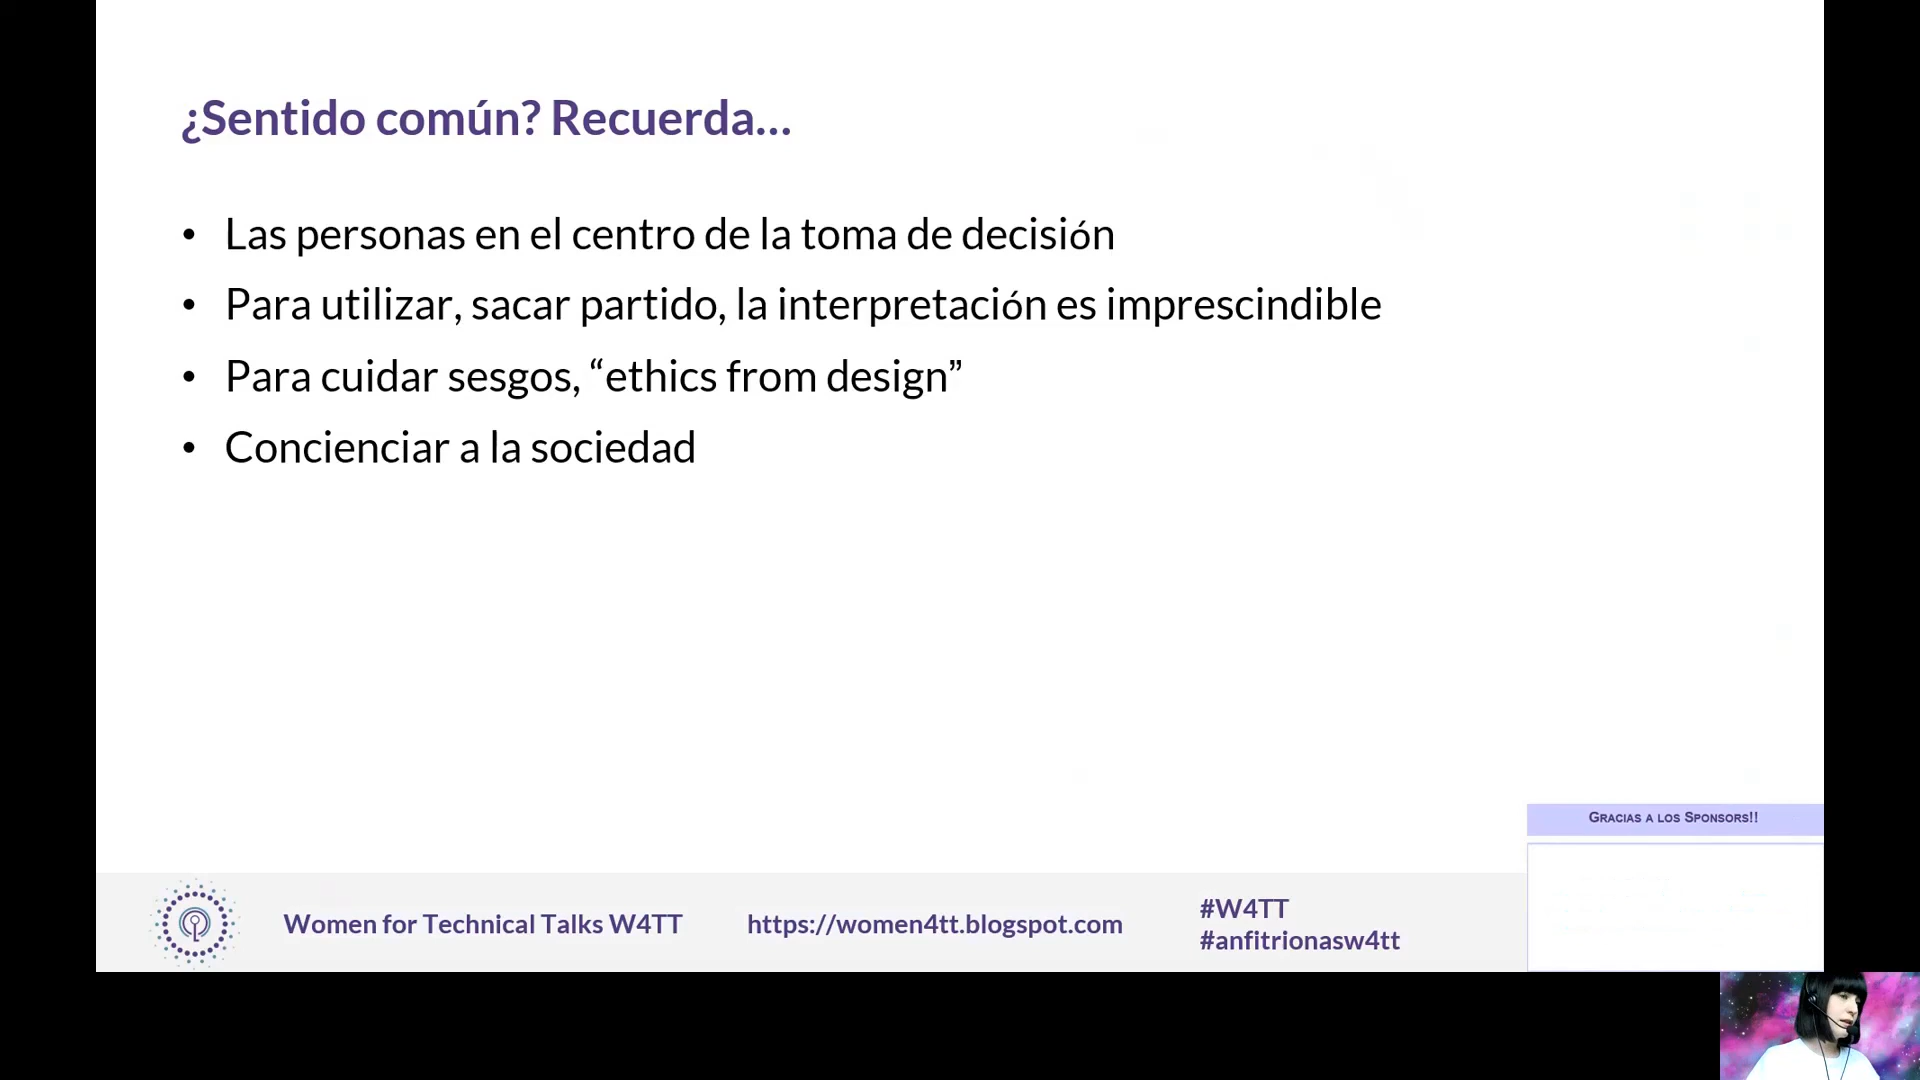 ¿Sentido común? Recuerda...
• Las personas en el centro de la toma de decisión
• Para utilizar, sacar partido, la interpretación es imprescindible
• Para cuidar sesgos, “ethics from design”
• Concienciar a la sociedad
GRACIAS A LOS SPONSORS!!
Women for Technical Talks W4TT
https://women4tt.blogspot.com
#W4TT
#anfitrionasw4tt